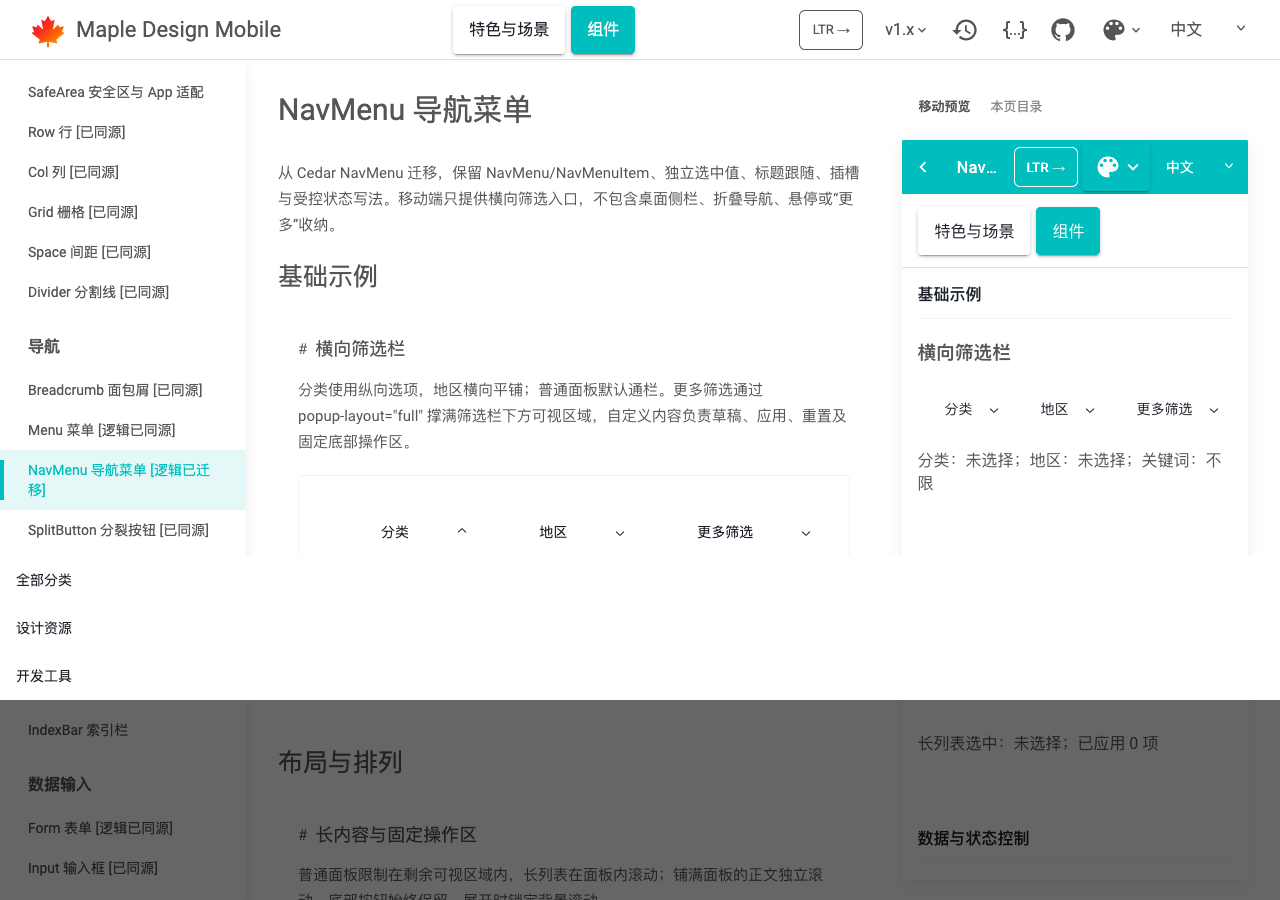 Maple Design Mobile
特色与场景
组件
LTR →
v1.x
中文
SafeArea 安全区与 App 适配
Row 行 [已同源]
Col 列 [已同源]
Grid 栅格 [已同源]
Space 间距 [已同源]
Divider 分割线 [已同源]
导航
Breadcrumb 面包屑 [已同源]
Menu 菜单 [逻辑已同源]
NavMenu 导航菜单 [逻辑已迁
移]
SplitButton 分裂按钮 [已同源]
NavMenu 导航菜单
从 Cedar NavMenu 迁移，保留 NavMenu/NavMenuItem、独立选中值、标题跟随、插槽
与受控状态写法。移动端只提供横向筛选入口，不包含桌面侧栏、折叠导航、悬停或“更
多”收纳。
基础示例
# 横向筛选栏
分类使用纵向选项，地区横向平铺；普通面板默认通栏。更多筛选通过
popup-layout="full" 撑满筛选栏下方可视区域，自定义内容负责草稿、应用、重置及
固定底部操作区。
分类
地区
更多筛选
移动预览
本页目录
Nav...
LTR →
中文
特色与场景
组件
基础示例
横向筛选栏
分类
地区
更多筛选
分类：未选择；地区：未选择；关键词：不
限
全部分类
设计资源
开发工具
IndexBar 索引栏
数据输入
Form 表单 [逻辑已同源]
Input 输入框 [已同源]
布局与排列
# 长内容与固定操作区
普通面板限制在剩余可视区域内，长列表在面板内滚动；铺满面板的正文独立滚
动，底部按钮始终保留。展开时锁定背景滚动。
长列表选中：未选择；已应用 0 项
数据与状态控制